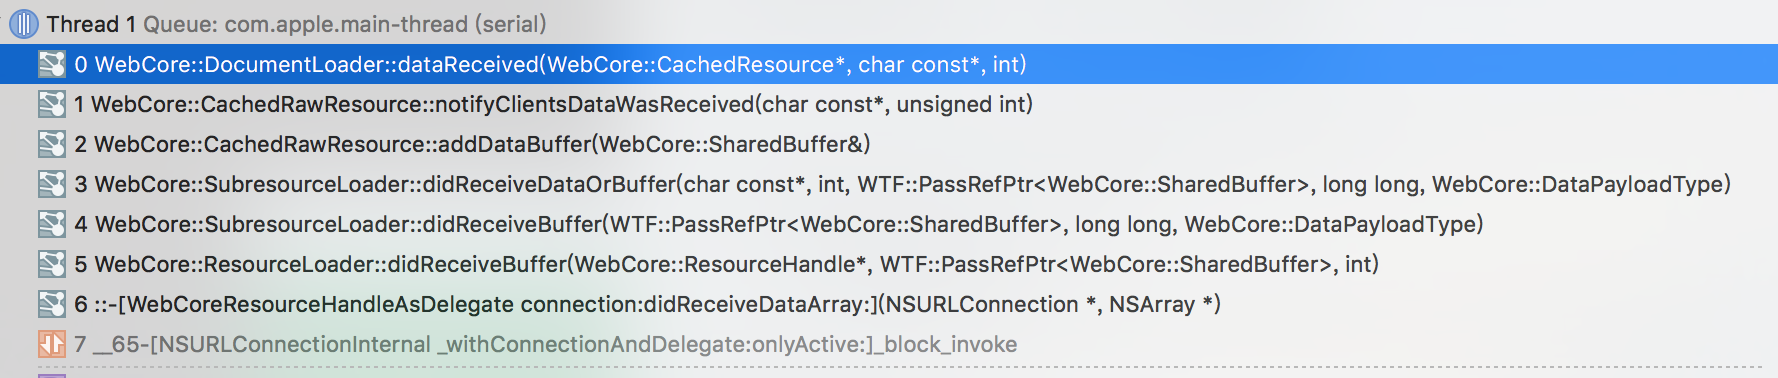 Thread 1 Queue: com.apple.main-thread (serial)
0 WebCore::DocumentLoader::dataReceived(WebCore::CachedResource*, char const*, int)
1 WebCore::CachedRawResource::notifyClientsDataWasReceived(char const*, unsigned int)
2 WebCore::CachedRawResource::addDataBuffer(WebCore::SharedBuffer&)
3 WebCore::SubresourceLoader::didReceiveDataOrBuffer(char const*, int, WTF::PassRefPtr<WebCore::SharedBuffer>, long long, WebCore::DataPayloadType)
4 WebCore::SubresourceLoader::didReceiveBuffer(WTF::PassRefPtr<WebCore::SharedBuffer>, long long, WebCore::DataPayloadType)
5 WebCore::ResourceLoader::didReceiveBuffer(WebCore::ResourceHandle*, WTF::PassRefPtr<WebCore::SharedBuffer>, int)
6 ::-[WebCoreResourceHandleAsDelegate connection:didReceiveDataArray:](NSURLConnection *, NSArray *)
7 __65-[NSURLConnectionInternal _withConnectionAndDelegate:onlyActive:]_block_invoke